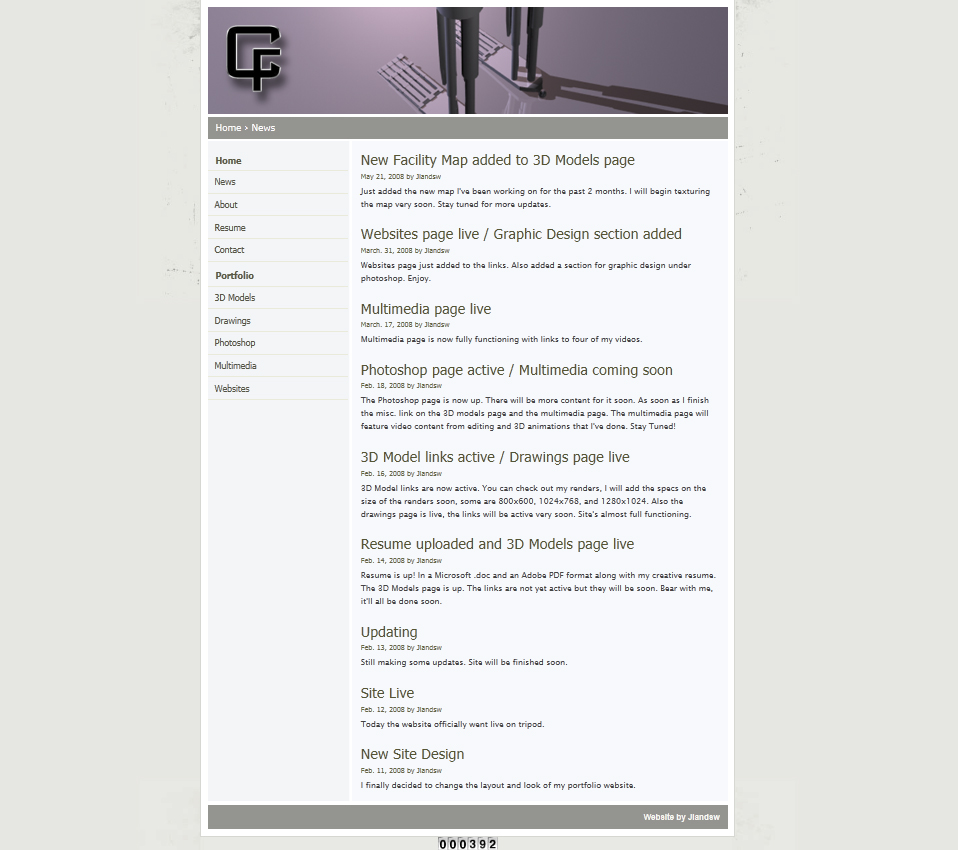 CF
Home > News
Home
News
About
Resume
Contact
Portfolio
3D Models
Drawings
Photoshop
Multimedia
Websites
New Facility Map added to 3D Models page
May 21, 2008 by Jlandsw
Just added the new map I've been working on for the past 2 months. I will begin texturing
the map very soon. Stay tuned for more updates.
Websites page live / Graphic Design section added
March. 31, 2008 by Jlandsw
Websites page just added to the links. Also added a section for graphic design under
photoshop. Enjoy.
Multimedia page live
March. 17, 2008 by Jlandsw
Multimedia page is now fully functioning with links to four of my videos.
Photoshop page active / Multimedia coming soon
Feb. 18, 2008 by Jlandsw
The Photoshop page is now up. There will be more content for it soon. As soon as I finish
the misc. link on the 3D models page and the multimedia page. The multimedia page will
feature video content from editing and 3D animations that I've done. Stay Tuned!
3D Model links active / Drawings page live
Feb. 16, 2008 by Jlandsw
3D Model links are now active. You can check out my renders, I will add the specs on the
size of the renders soon, some are 800x600, 1024x768, and 1280x1024. Also the
drawings page is live, the links will be active very soon. Site's almost full functioning.
Resume uploaded and 3D Models page live
Feb. 14, 2008 by Jlandsw
Resume is up! In a Microsoft .doc and an Adobe PDF format along with my creative resume.
The 3D Models page is up. The links are not yet active but they will be soon. Bear with me,
it'll all be done soon.
Updating
Feb. 13, 2008 by Jlandsw
Still making some updates. Site will be finished soon.
Site Live
Feb. 12, 2008 by Jlandsw
Today the website officially went live on tripod.
New Site Design
Feb. 11, 2008 by Jlandsw
I finally decided to change the layout and look of my portfolio website.
Website by Jlandsw
000392